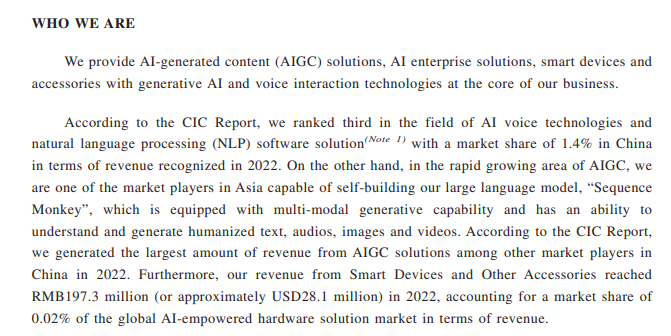 WHO WE ARE
We provide AI-generated content (AIGC) solutions, AI enterprise solutions, smart devices and
accessories with generative AI and voice interaction technologies at the core of our business.
According to the CIC Report, we ranked third in the field of AI voice technologies and
natural language processing (NLP) software solution(Note 1) with a market share of 1.4% in China
in terms of revenue recognized in 2022. On the other hand, in the rapid growing area of AIGC, we
are one of the market players in Asia capable of self-building our large language model, “Sequence
Monkey”, which is equipped with multi-modal generative capability and has an ability to
understand and generate humanized text, audios, images and videos. According to the CIC Report,
we generated the largest amount of revenue from AIGC solutions among other market players in
China in 2022. Furthermore, our revenue from Smart Devices and Other Accessories reached
RMB197.3 million (or approximately USD28.1 million) in 2022, accounting for a market share of
0.02% of the global AI-empowered hardware solution market in terms of revenue.